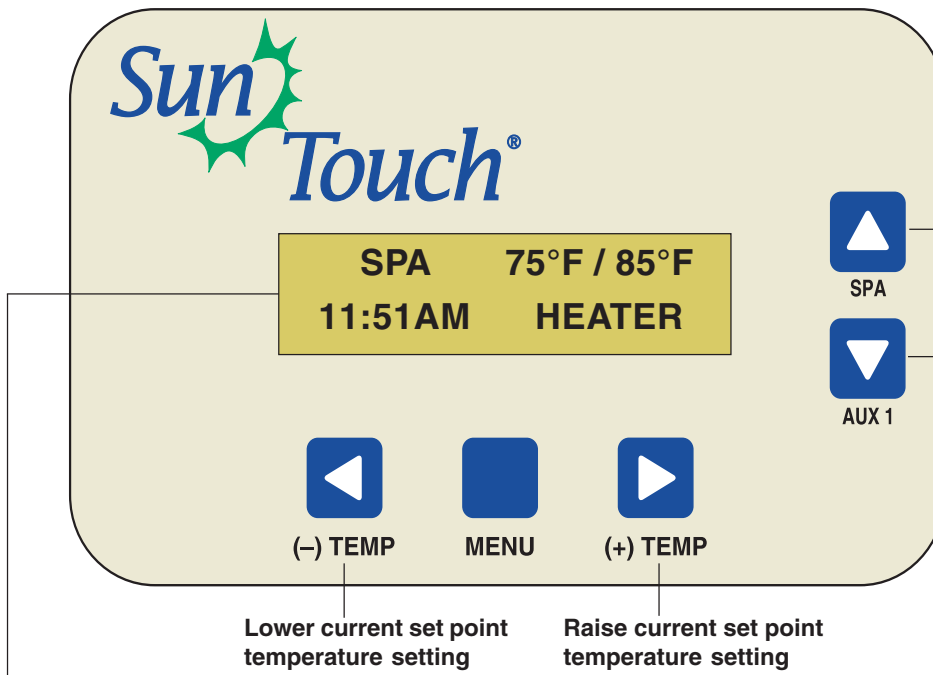 Sun
Touch®
SPA 75°F / 85°F
11:51AM HEATER
SPA
AUX 1
(–) TEMP MENU (+) TEMP
Lower current set point
temperature setting
Raise current set point
temperature setting